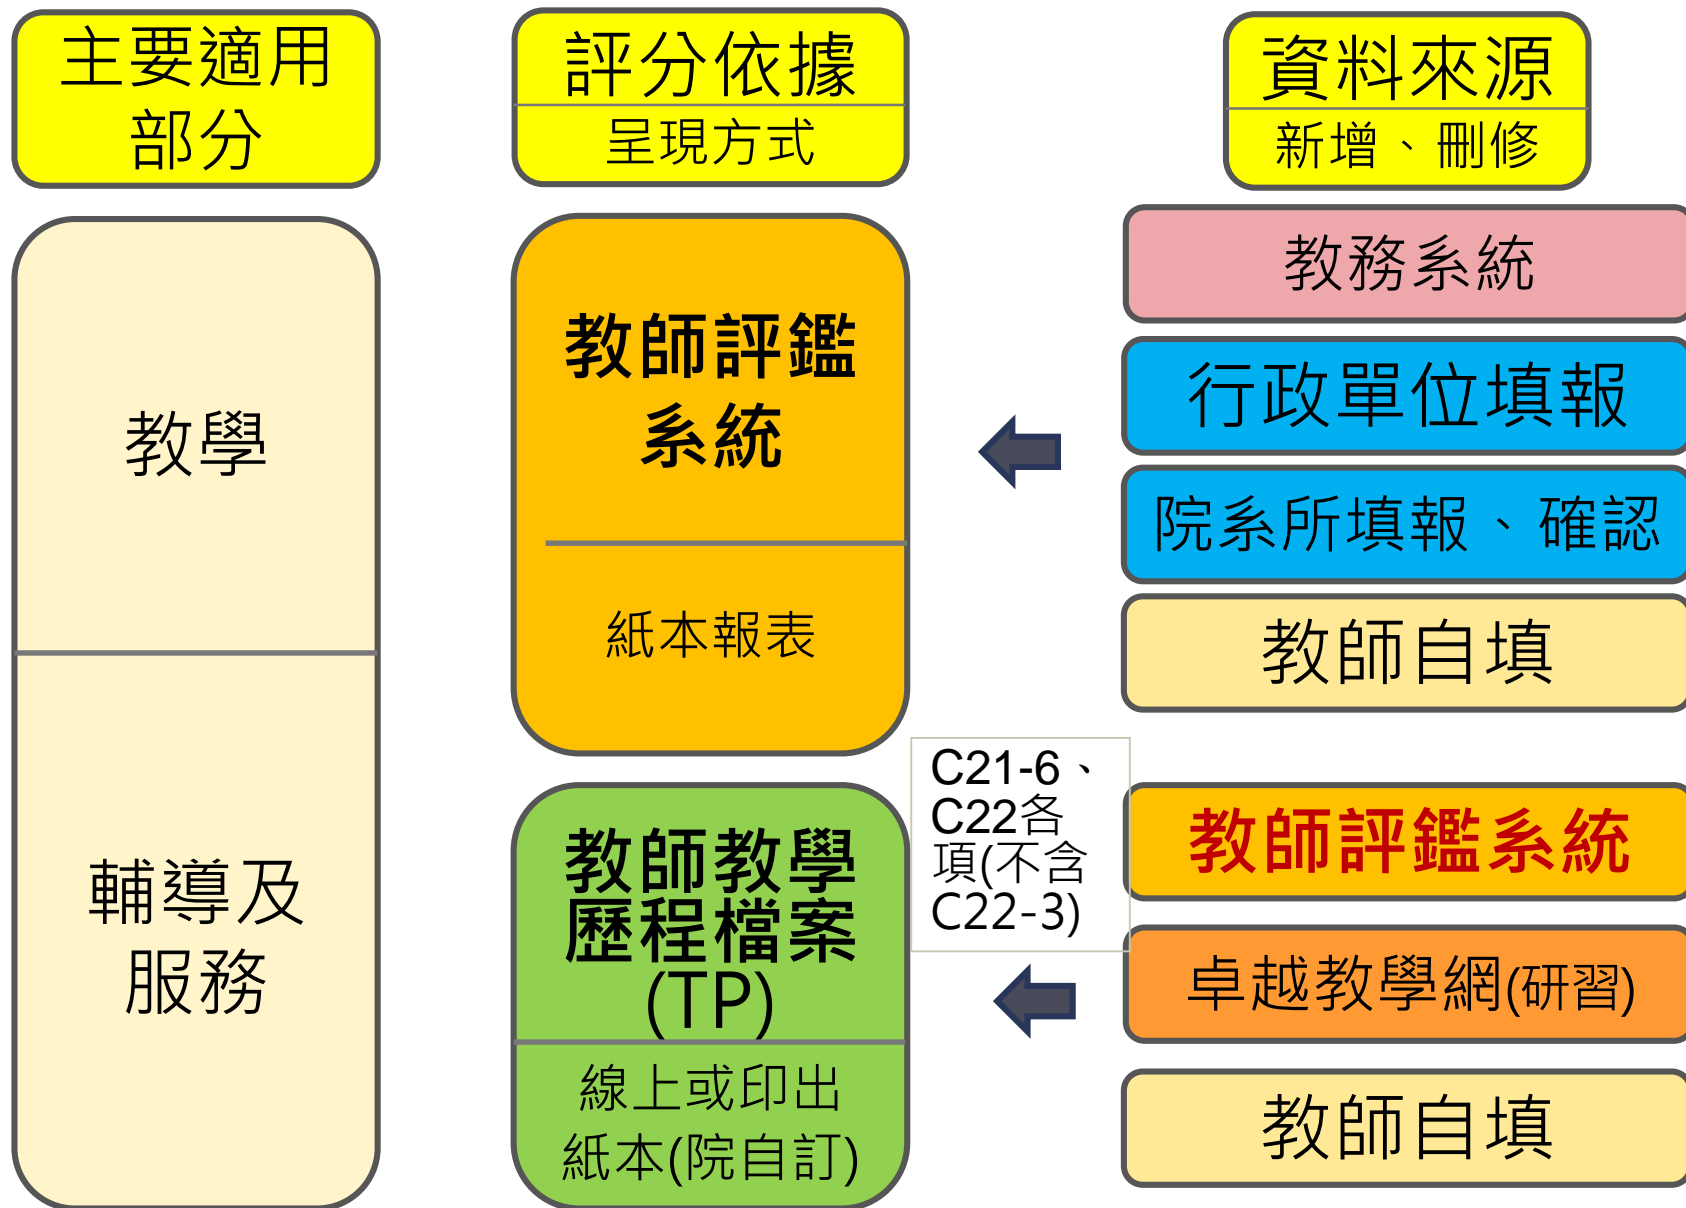 主要適用
部分
評分依據
呈現方式
資料來源
新增、刪修
教學
輔導及
服務
教師評鑑
系統
紙本報表
教務系統
行政單位填報
院系所填報、確認
教師自填
教師教學
歷程檔案
(TP)
線上或印出
紙本(院自訂)
C21-6、
C22各
項(不含
C22-3)
教師評鑑系統
卓越教學網(研習)
教師自填